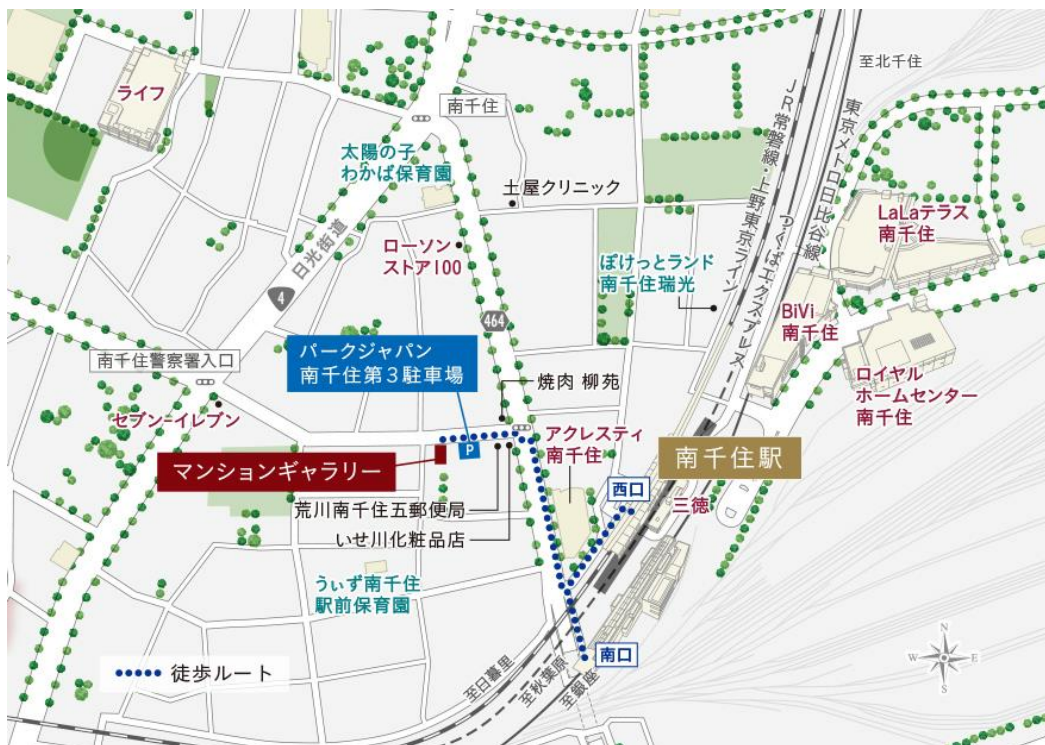 ライフ
南千住
至北千住
太陽の子
わかば保育園
土屋クリニック
JR常磐線・上野東京ライン
つくばエクスプレス
東京メトロ日比谷線
LaLaテラス
南千住
ローソン
ストア100
日光街道
4
ぽけっとランド
南千住瑞光
BiVi
南千住
464
南千住警察署入口
パークジャパン
南千住第3駐車場
焼肉 柳苑
ロイヤル
ホームセンター
南千住
セブン-イレブン
アクレスティ
南千住
P
マンションギャラリー
南千住駅
西口
三徳
荒川南千住五郵便局
いせ川化粧品店
うぃず南千住
駅前保育園
南口
徒歩ルート
至日暮里
至秋葉原
至銀座
N
W
E
S